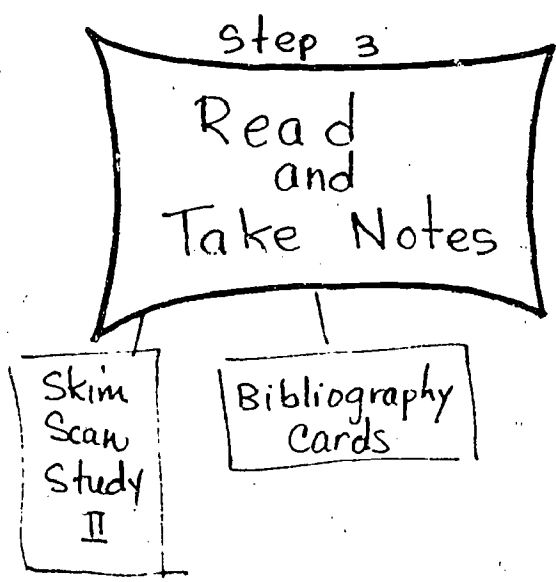 Step 3
Read
and
Take Notes
Skim
Scan
Study
II
Bibliography
Cards